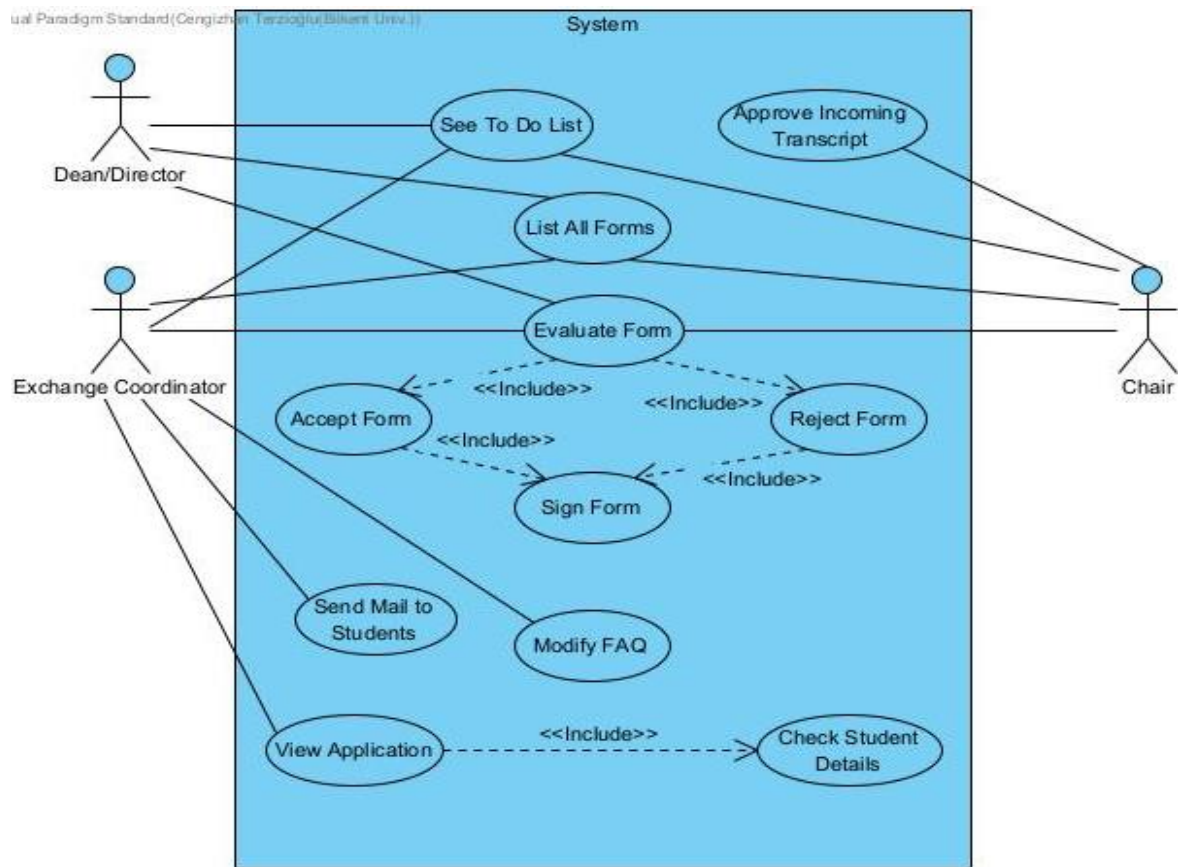 ual Paradigm Standard(Cengizhan Terzioğlu(Bilkent Univ.))
System
See To Do List
Approve Incoming
Transcript
Dean/Director
List All Forms
Evaluate Form
Exchange Coordinator
Chair
<<Include>>
<<Include>>
Accept Form
Reject Form
<<Include>>
<<Include>>
Sign Form
Send Mail to
Students
Modify FAQ
<<Include>>
View Application
Check Student
Details